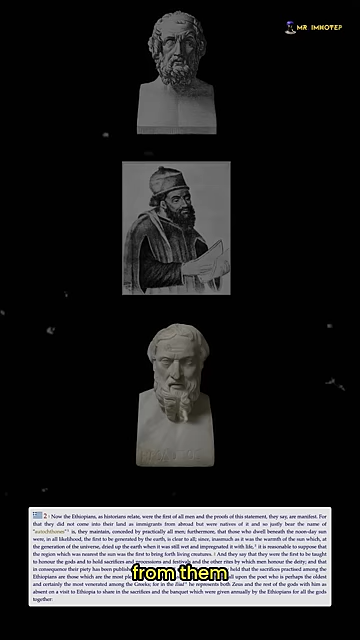 MR IMHOTEP
2 Now the Ethiopians, as historians relate, were the first of all men and the proofs of this statement, they say, are manifest. For
that they did not come into their land as immigrants from abroad but were natives of it and so justly bear the name of
"autochthones" is, they maintain, conceded by practically all men; furthermore, that those who dwell beneath the noon-day sun
were, in all likelihood, the first to be generated by the earth, is clear to all; since, inasmuch as it was the warmth of the sun which, at
the generation of the universe, dried up the earth when it was still wet and impregnated it with life, it is reasonable to suppose that
the region which was nearest the sun was the first to bring forth living creatures. And they say that they were the first to be taught
to honour the gods and to hold sacrifices and processions and festivals and the other rites by which men honour the deity; and that
in consequence their piety has been publish held that the sacrifices practised among the
Ethiopians are those which are the most pl all upon the poet who is perhaps the oldest
and certainly the most venerated among the Greeks; for in the Iliad he represents both Zeus and the rest of the gods with him as
absent on a visit to Ethiopia to share in the sacrifices and the banquet which were given annually by the Ethiopians for all the gods
together:
from them